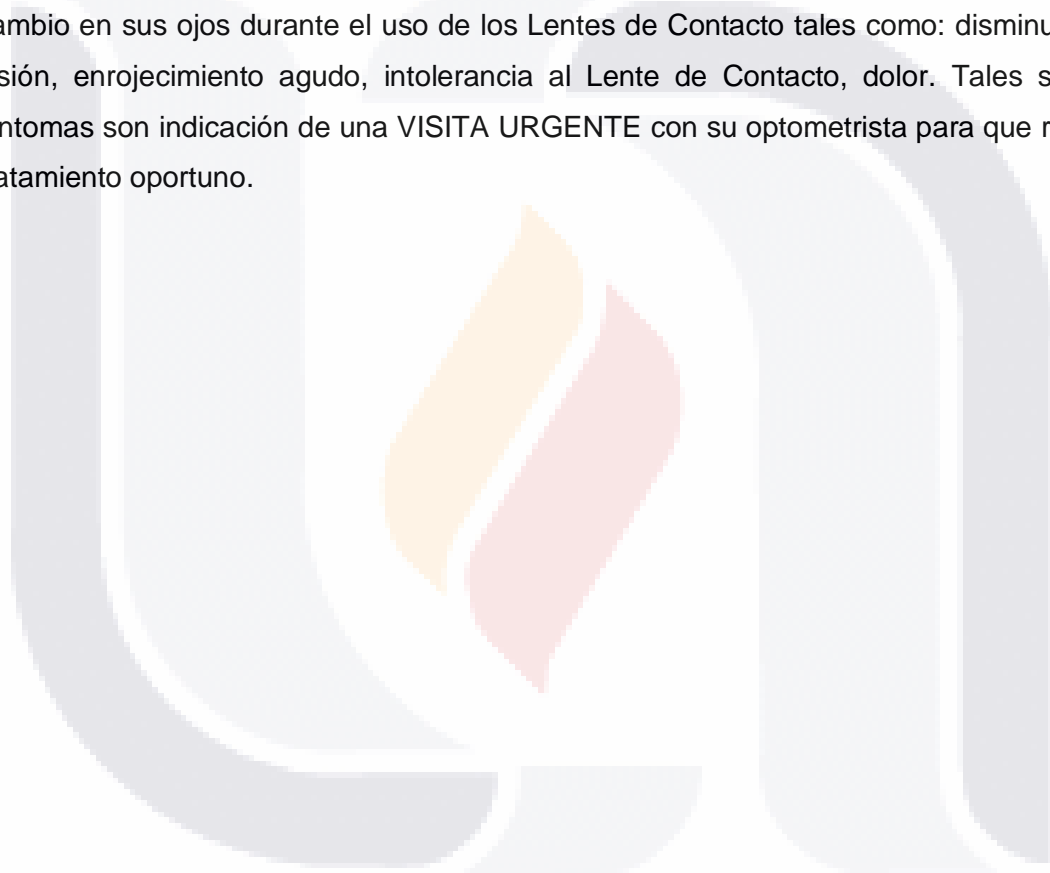 ambio en sus ojos durante el uso de los Lentes de Contacto tales como: disminu
sión, enrojecimiento agudo, intolerancia al Lente de Contacto, dolor. Tales s
ntomas son indicación de una VISITA URGENTE con su optometrista para que r
atamiento oportuno.